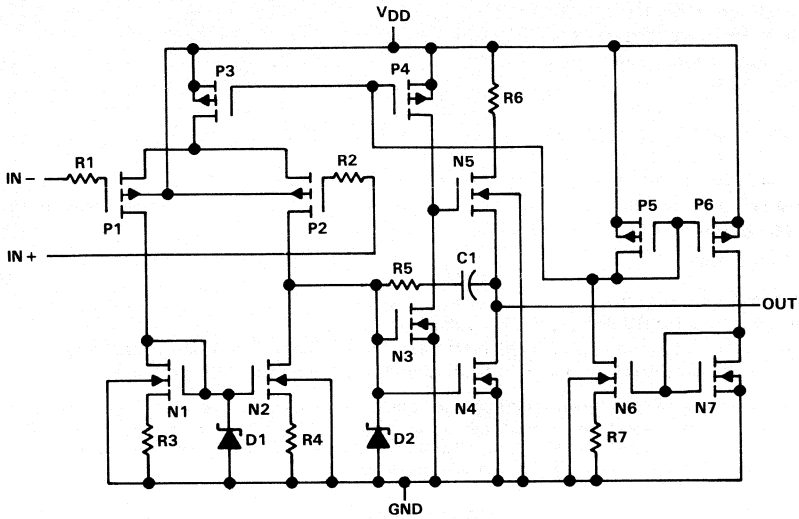 VDD
P3
P4
R6
R1
R2
N5
IN−
P1
P2
P5
P6
IN+
R5
C1
OUT
N3
N1
N2
N4
N6
N7
R3
D1
R4
D2
R7
GND